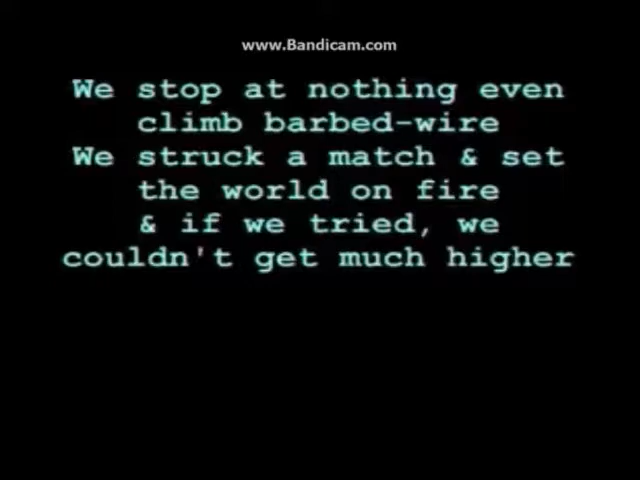 www.Bandicam.com
We stop at nothing even
climb barbed-wire
We struck a match & set
the world on fire
& if we tried, we
couldn't get much higher